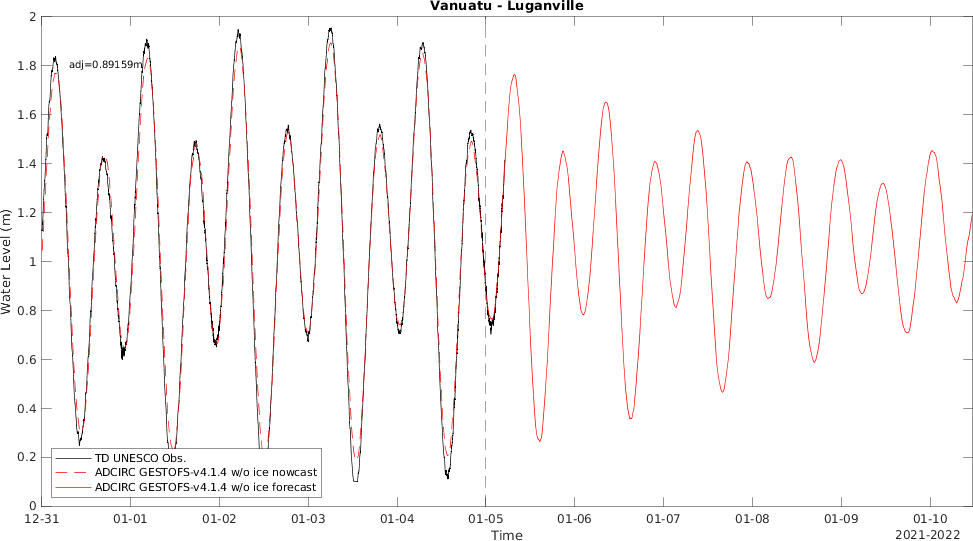 Vanuatu - Luganville
adj=0.89159m
Water Level (m)
2
1.8
1.6
1.4
1.2
1
0.8
0.6
0.4
0.2
0
TD UNESCO Obs.
ADCIRC GESTOFS-v4.1.4 w/o ice nowcast
ADCIRC GESTOFS-v4.1.4 w/o ice forecast
12-31 01-01 01-02 01-03 01-04 01-05 01-06 01-07 01-08 01-09 01-10
Time
2021-2022